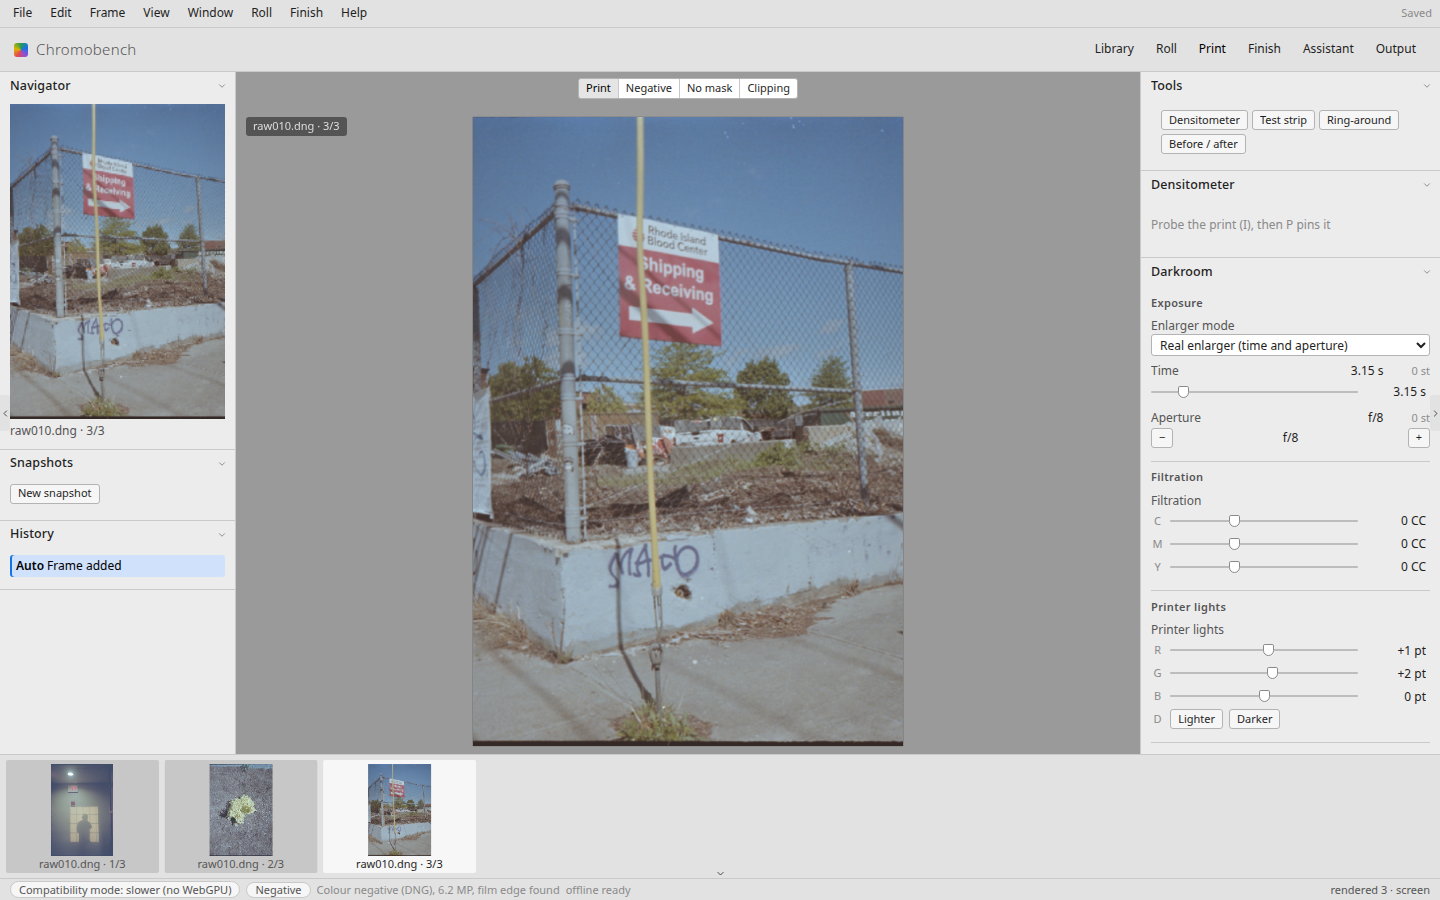 File Edit Frame View Window Roll Finish Help
Saved
Chromobench
Library Roll Print Finish Assistant Output
Navigator
raw010.dng · 3/3
Snapshots
New snapshot
History
Auto Frame added
Print Negative No mask Clipping
raw010.dng · 3/3
Rhode Island
Blood Center
Shipping
& Receiving
MACO
Tools
Densitometer Test strip Ring-around
Before / after
Densitometer
Probe the print (I), then P pins it
Darkroom
Exposure
Enlarger mode
Real enlarger (time and aperture)
Time 3.15 s 0 st
3.15 s
Aperture f/8 0 st
− f/8 +
Filtration
Filtration
C 0 CC
M 0 CC
Y 0 CC
Printer lights
Printer lights
R +1 pt
G +2 pt
B 0 pt
D Lighter Darker
raw010.dng · 1/3
raw010.dng · 2/3
raw010.dng · 3/3
Compatibility mode: slower (no WebGPU) Negative Colour negative (DNG), 6.2 MP, film edge found offline ready
rendered 3 · screen